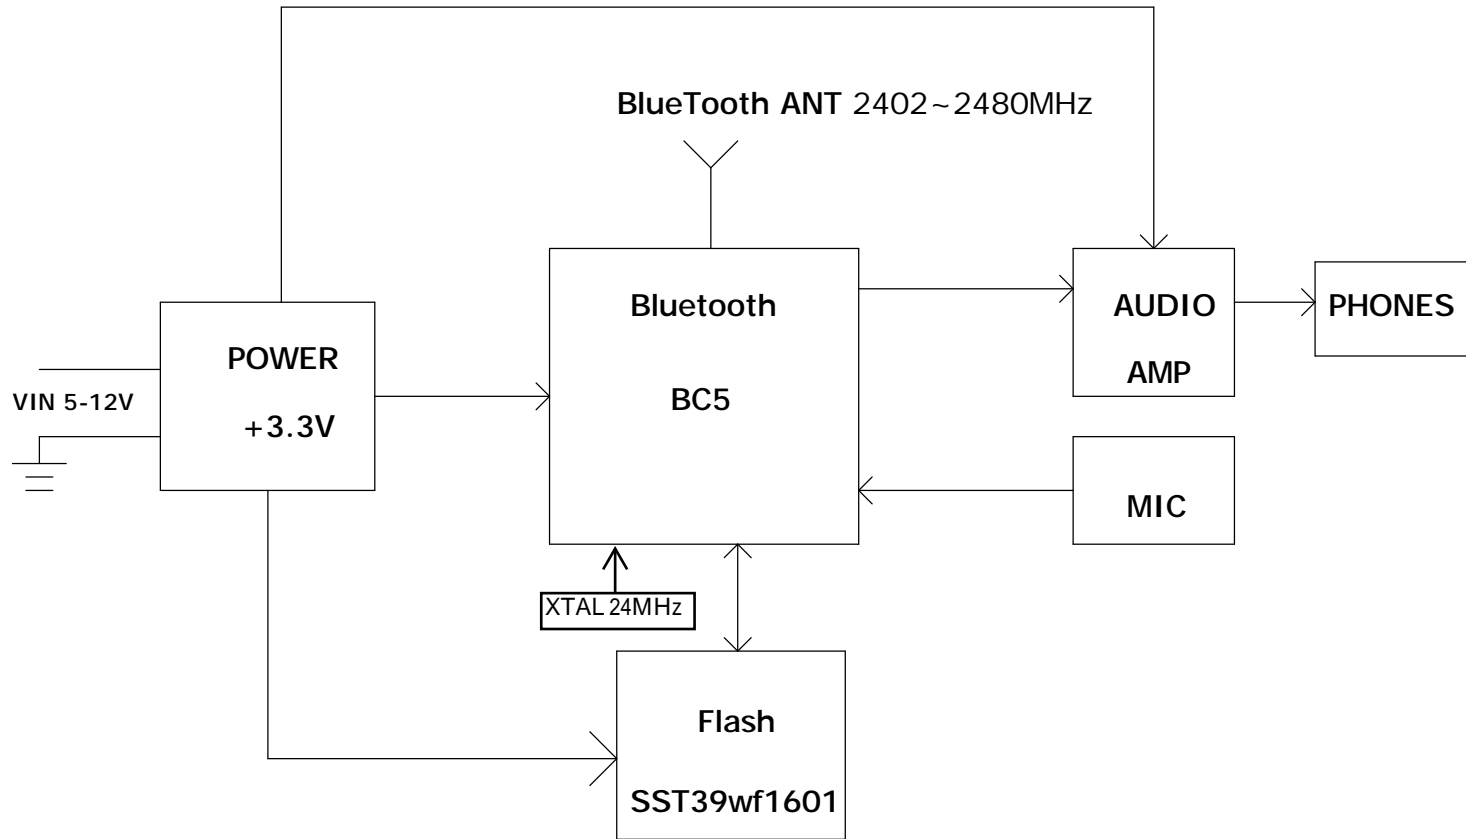 BlueTooth ANT 2402~2480MHz
Bluetooth
BC5
AUDIO
AMP
PHONES
POWER
+3.3V
VIN 5-12V
MIC
XTAL 24MHz
Flash
SST39wf1601